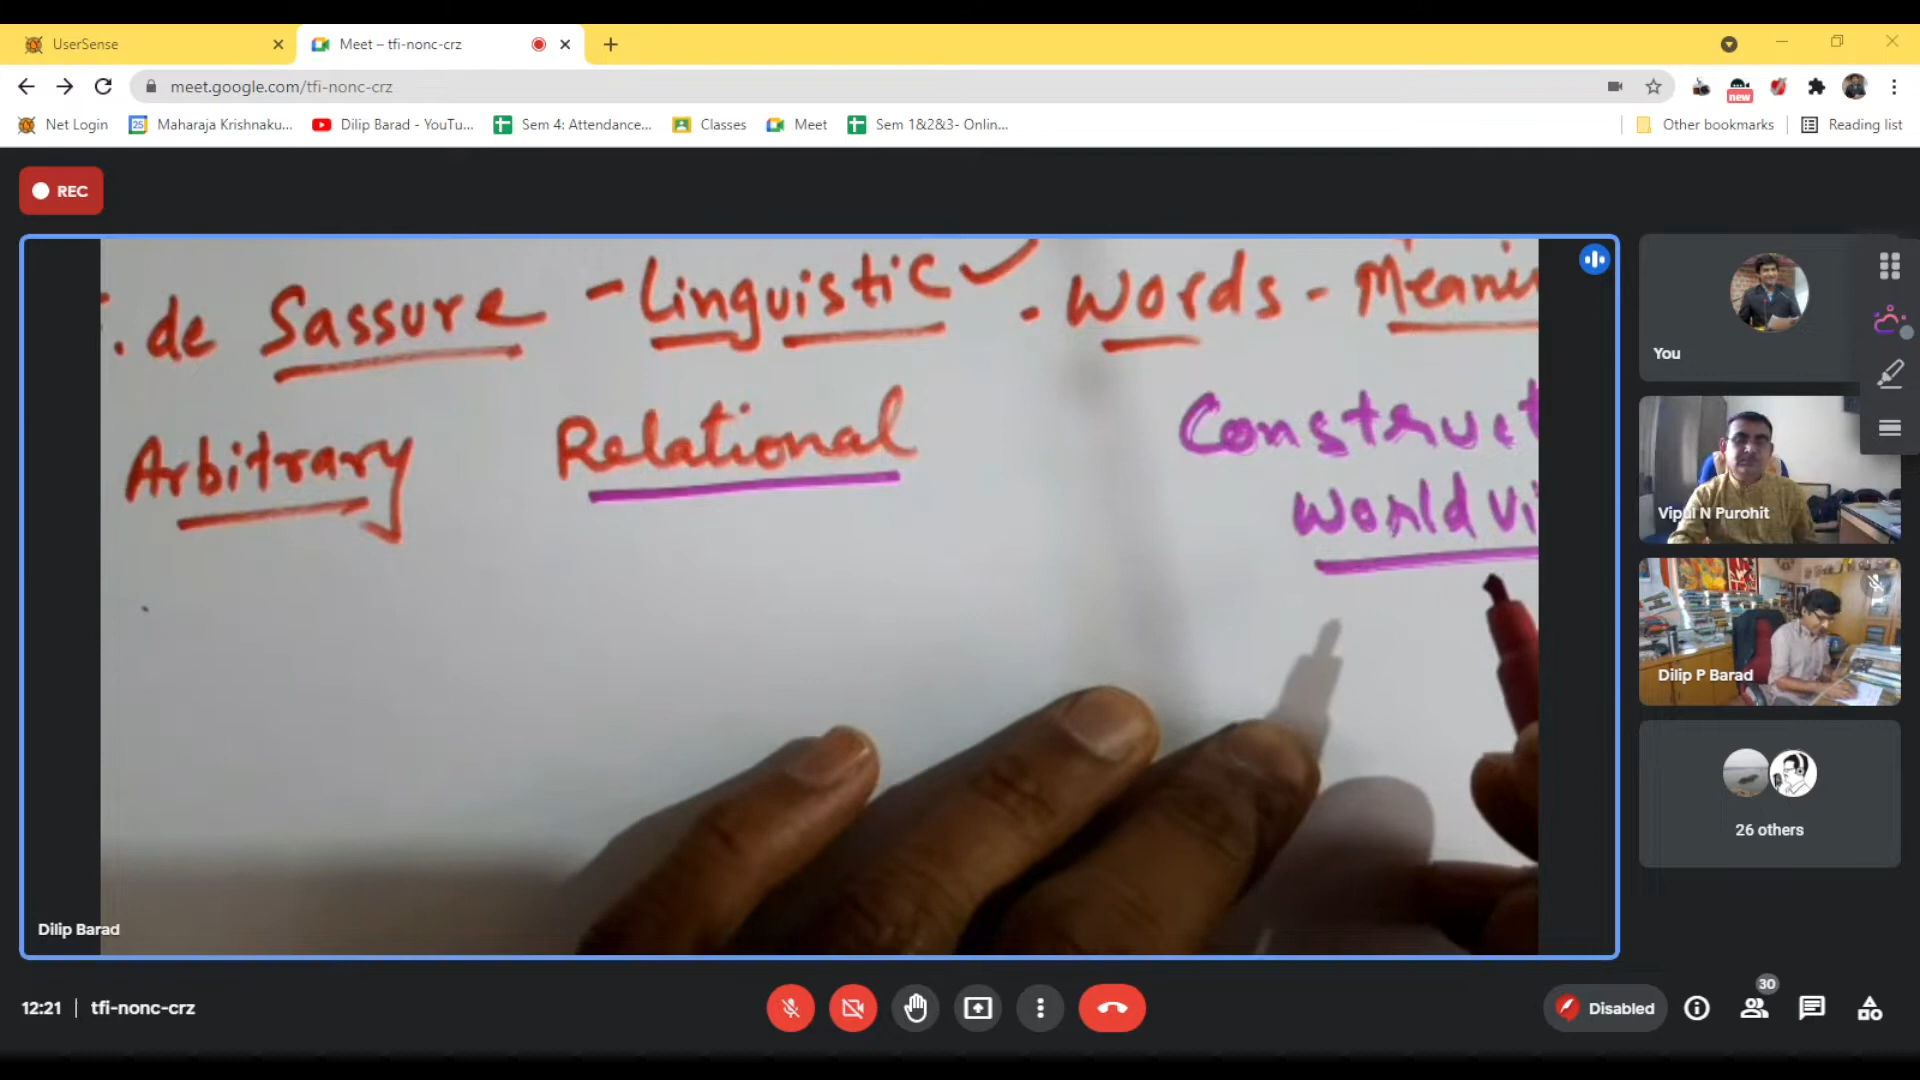 UserSense
Meet – tfi-nonc-crz
meet.google.com/tfi-nonc-crz
new
Net Login
25
Maharaja Krishnaku...
Dilip Barad - YouTu...
Sem 4: Attendance...
Classes
Meet
Sem 1&2&3- Onlin...
Other bookmarks
Reading list
REC
. de Sassure - Linguistic . Words - Meani
Arbitrary Relational Construct
World Vi
Dilip Barad
You
Vipul N Purohit
Dilip P Barad
26 others
12:21 | tfi-nonc-crz
Disabled
30